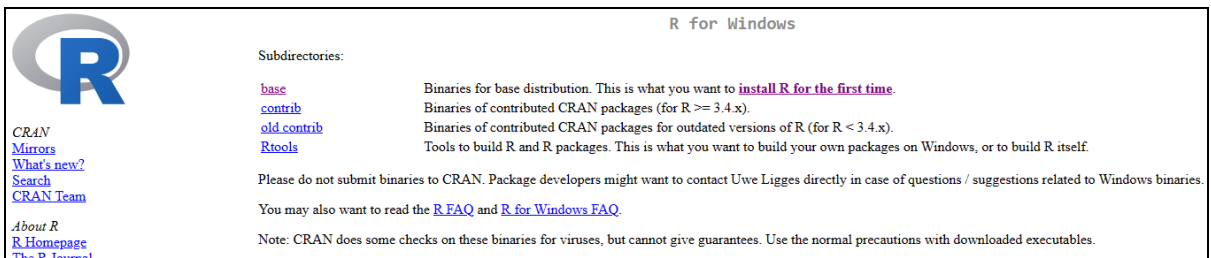 R
CRAN
Mirrors
What's new?
Search
CRAN Team
About R
R Homepage
The R Journal
R for Windows
Subdirectories:
base Binaries for base distribution. This is what you want to install R for the first time.
contrib Binaries of contributed CRAN packages (for R >= 3.4.x).
old contrib Binaries of contributed CRAN packages for outdated versions of R (for R < 3.4.x).
Rtools Tools to build R and R packages. This is what you want to build your own packages on Windows, or to build R itself.
Please do not submit binaries to CRAN. Package developers might want to contact Uwe Ligges directly in case of questions / suggestions related to Windows binaries.
You may also want to read the R FAQ and R for Windows FAQ.
Note: CRAN does some checks on these binaries for viruses, but cannot give guarantees. Use the normal precautions with downloaded executables.